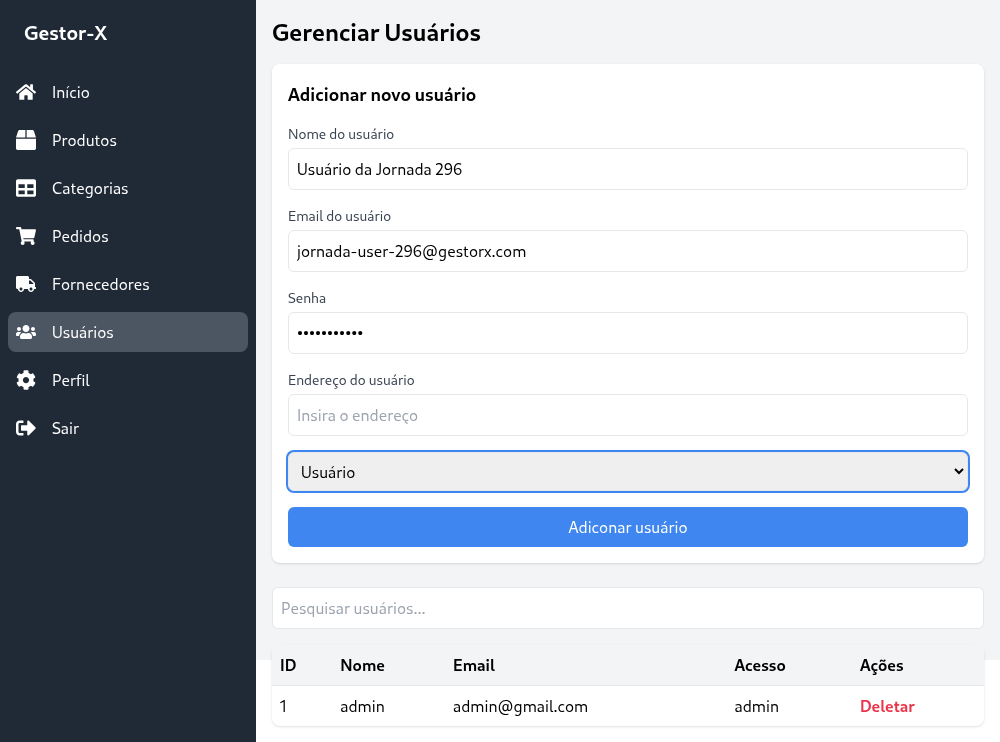 Gestor-X
Início
Produtos
Categorias
Pedidos
Fornecedores
Usuários
Perfil
Sair
Gerenciar Usuários
Adicionar novo usuário
Nome do usuário
Usuário da Jornada 296
Email do usuário
jornada-user-296@gestorx.com
Senha
•••••••••••
Endereço do usuário
Insira o endereço
Usuário
Adiconar usuário
Pesquisar usuários...
ID Nome Email Acesso Ações
1 admin admin@gmail.com admin Deletar